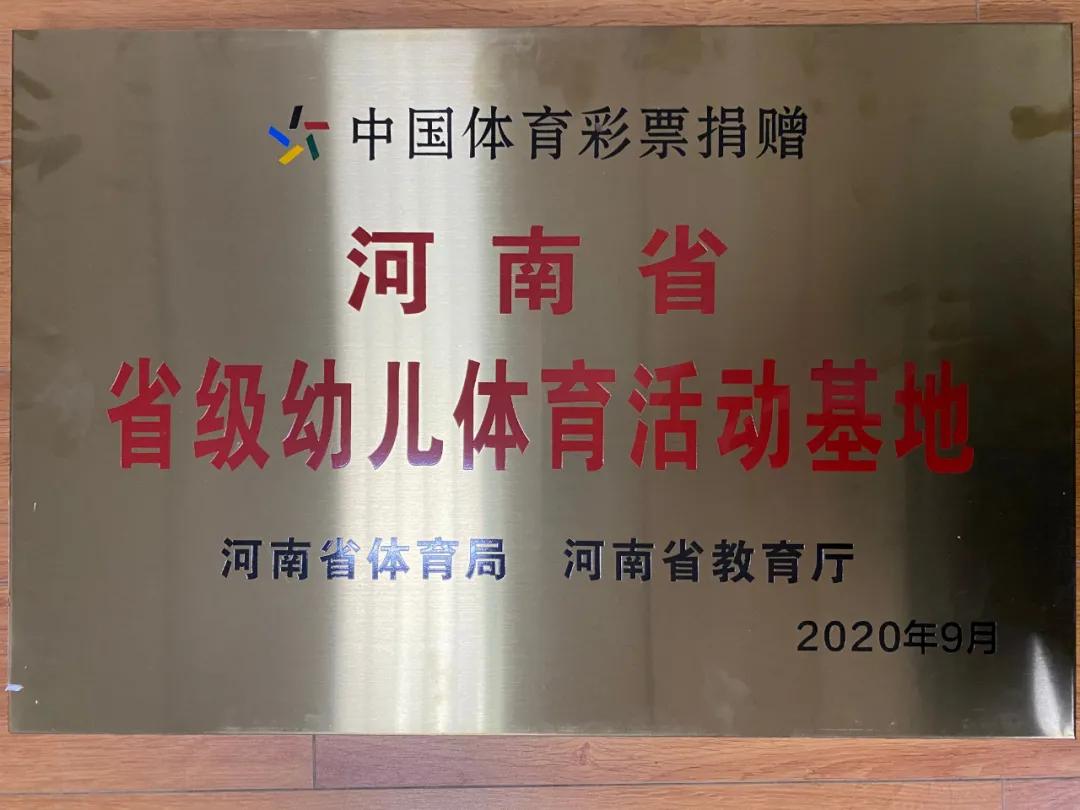 中国体育彩票捐赠
河南省
省级幼儿体育活动基地
河南省体育局 河南省教育厅
2020年9月